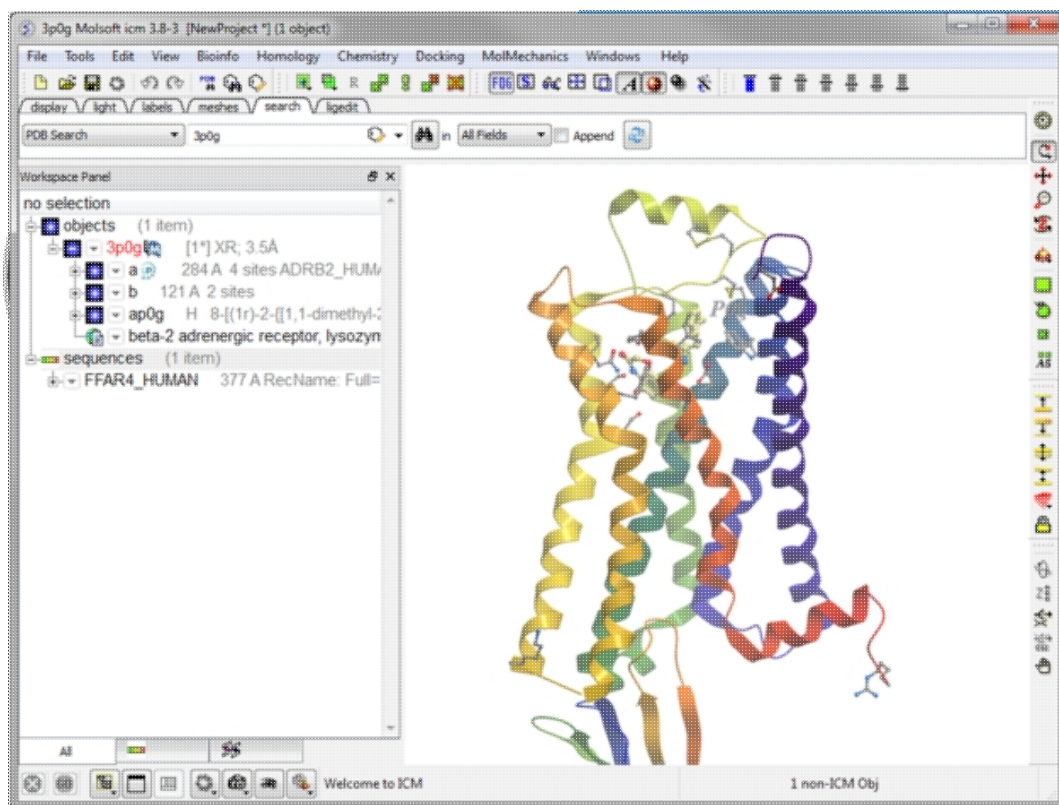 3p0g Molsoft icm 3.8-3 [NewProject *] (1 object)
File Tools Edit View Bioinfo Homology Chemistry Docking MolMechanics Windows Help
display light labels meshes search ligedit
PDB Search 3p0g in All Fields Append
Workspace Panel
no selection
objects (1 item)
3p0g [1*] XR; 3.5Å
a 284 A 4 sites ADRB2_HUMA
b 121 A 2 sites
ap0g H 8-[(1r)-2-([1,1-dimethyl-2
beta-2 adrenergic receptor, lysozym
sequences (1 item)
FFAR4_HUMAN 377 A RecName: Full=
All
Welcome to ICM 1 non-ICM Obj